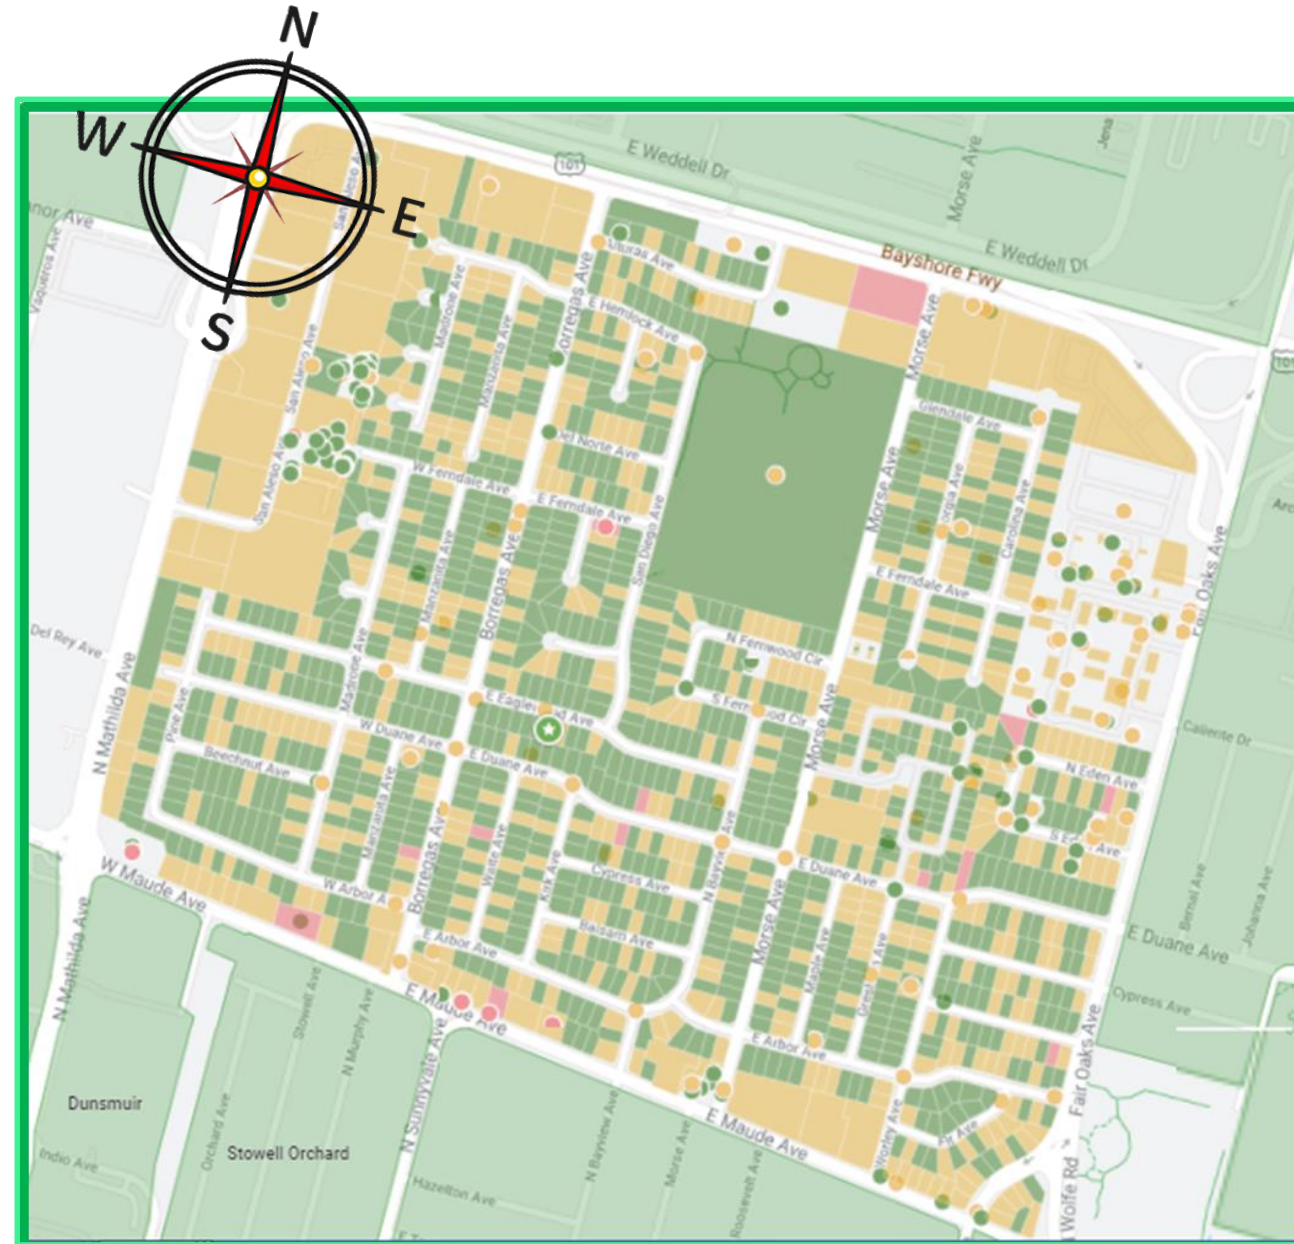 N
W
E
S
E Weddell Dr
101
Morse Ave
Jena
E Weddell Dr
Bayshore Fwy
Vaqueros Ave
Madrone Ave
Borregas Ave
E Hemlock Ave
Manzanita Ave
San Aleso Ave
Morse Ave
Glendale Ave
Del Norte Ave
W Ferndale Ave
E Ferndale Ave
San Aleso Ave
San Diego Ave
Morse Ave
Carolina Ave
Manzanita Ave
Borregas Ave
E Ferndale Ave
Fair Oaks Ave
Del Rey Ave
N Mathilda Ave
Madrone Ave
Pine Ave
N Fernwood Cir
Morse Ave
Caliente Dr
W Duane Ave
E Duane Ave
Beechnut Ave
Manzanita Ave
N Eden Ave
Borregas Ave
Waite Ave
Kirk Ave
Cypress Ave
E Duane Ave
W Maude Ave
W Arbor A
Balsam Ave
E Arbor Ave
Morse Ave
Maple Ave
Bernal Ave
Johanna Ave
E Duane Ave
Cypress Ave
N Mathilda Ave
Stowell Ave
N Murphy Ave
E Maude Ave
N Sunnyvale Ave
E Arbor Ave
Fair Oaks Ave
Dunsmuir
Orchard Ave
Stowell Orchard
Indio Ave
Hazelton Ave
N Bayview Ave
Morse Ave
Roosevelt Ave
E Maude Ave
Worley Ave
Fir Ave
Wolfe Rd